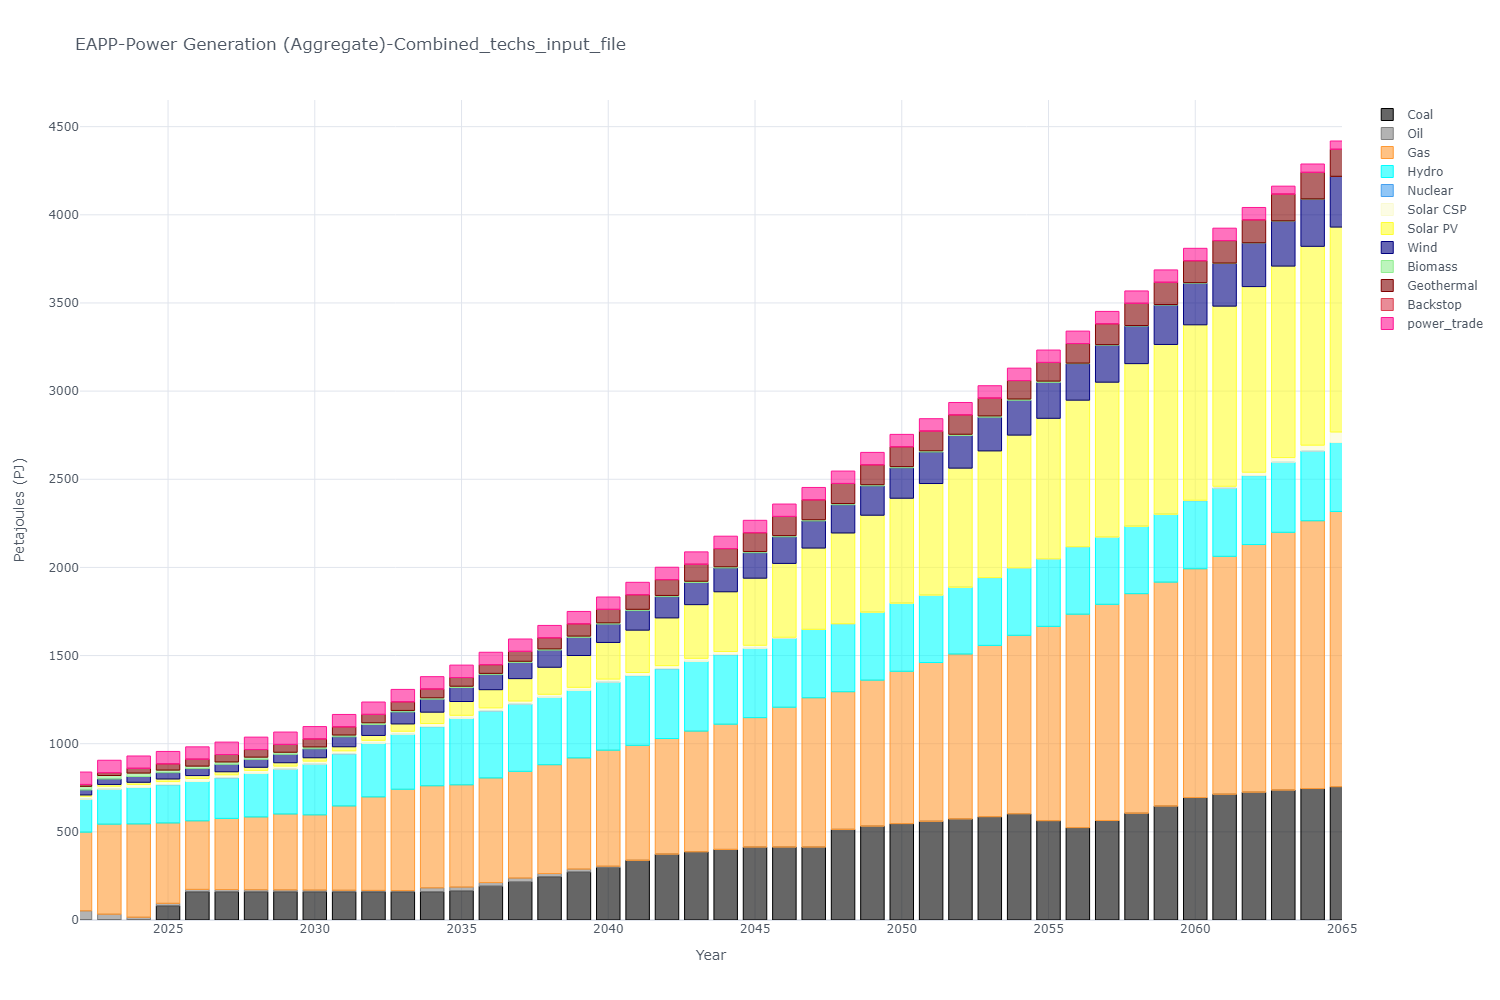 EAPP-Power Generation (Aggregate)-Combined_techs_input_file
Petajoules (PJ)
4500
4000
3500
3000
2500
2000
1500
1000
500
0
2025
2030
2035
2040
2045
2050
2055
2060
2065
Year
Coal
Oil
Gas
Hydro
Nuclear
Solar CSP
Solar PV
Wind
Biomass
Geothermal
Backstop
power_trade